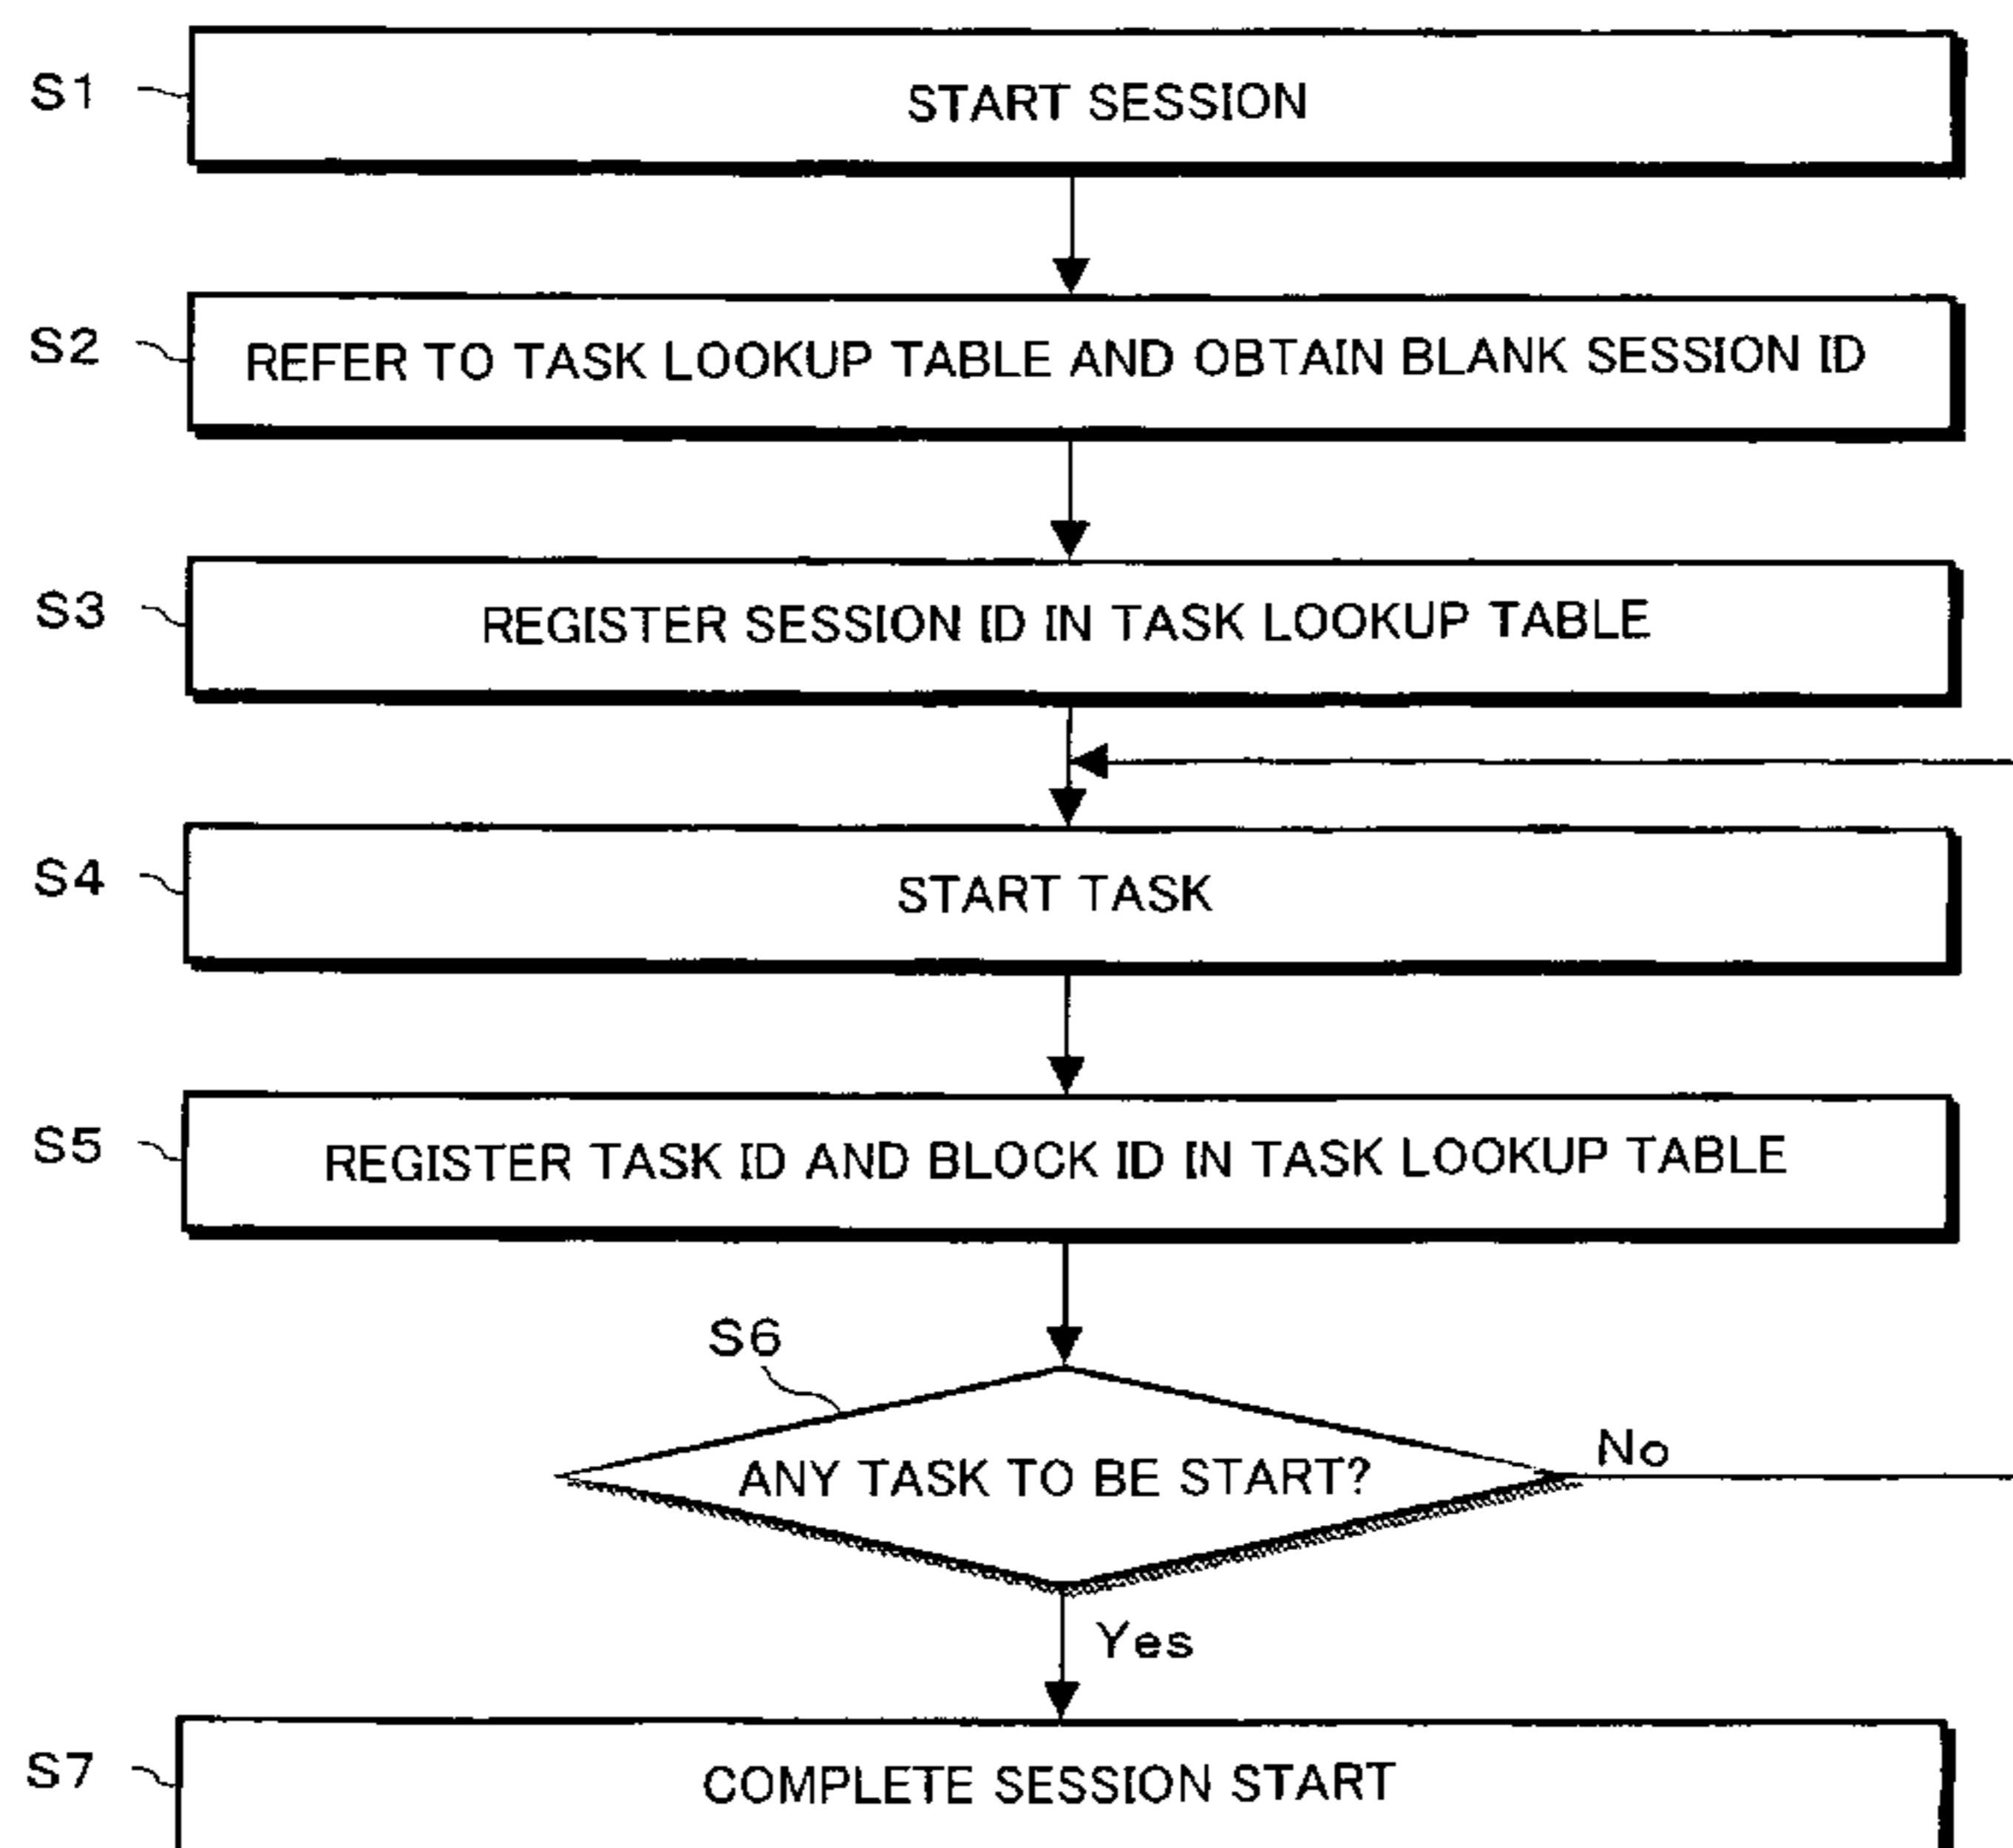 S1
START SESSION
S2
REFER TO TASK LOOKUP TABLE AND OBTAIN BLANK SESSION ID
S3
REGISTER SESSION ID IN TASK LOOKUP TABLE
S4
START TASK
S5
REGISTER TASK ID AND BLOCK ID IN TASK LOOKUP TABLE
S6
ANY TASK TO BE START?
No
Yes
S7
COMPLETE SESSION START